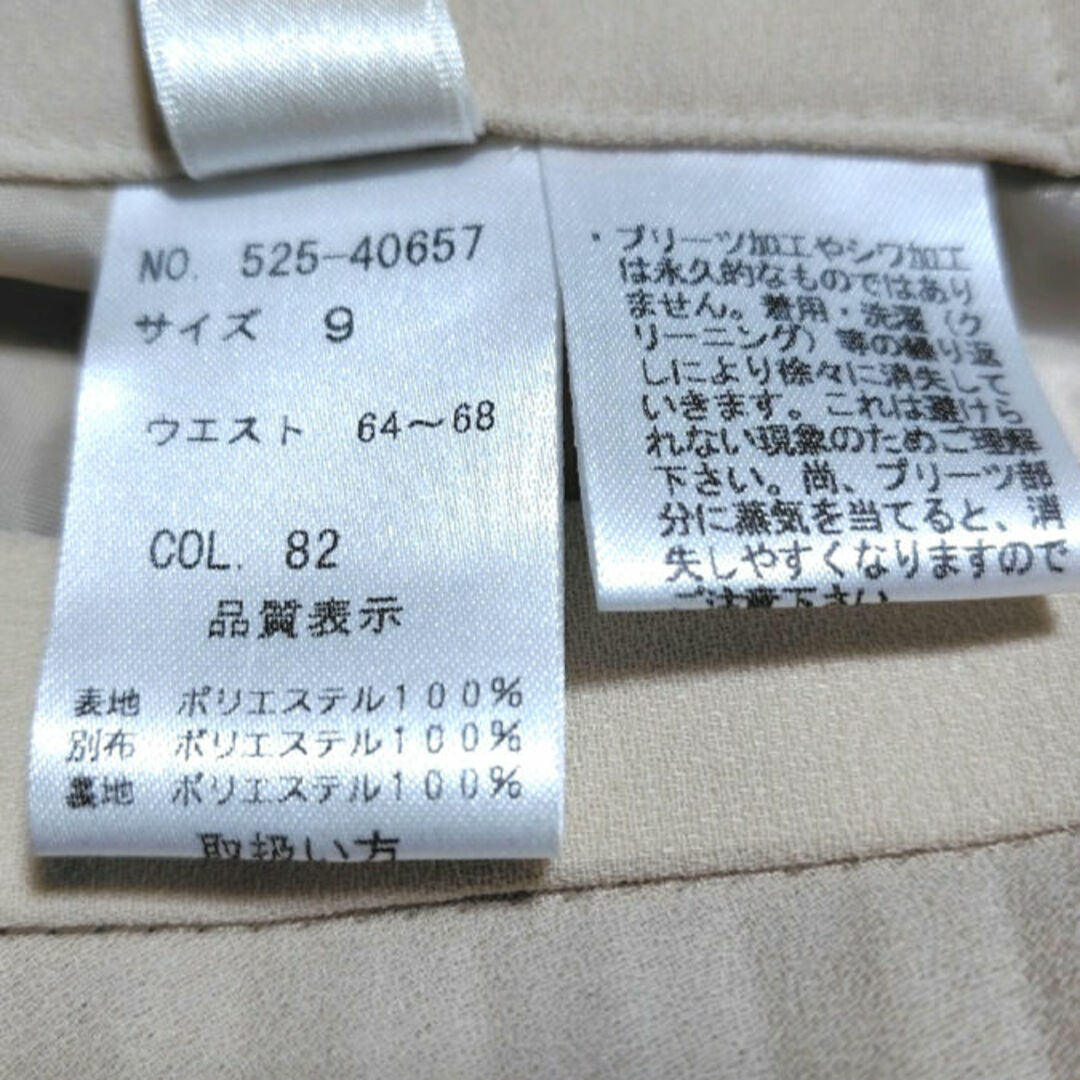 NO. 525-40657
サイズ 9
ウエスト 64～68
COL. 82
品質表示
表地 ポリエステル100%
別布 ポリエステル100%
裏地 ポリエステル100%
取扱い方
・プリーツ加工やシワ加工
は永久的なものではあり
ません。着用・洗濯（ク
リーニング）等の繰り返
しにより徐々に消失して
いきます。これは避けら
れない現象のためご理解
下さい。尚、プリーツ部
分に蒸気を当てると、消
失しやすくなりますので
ご注意下さい